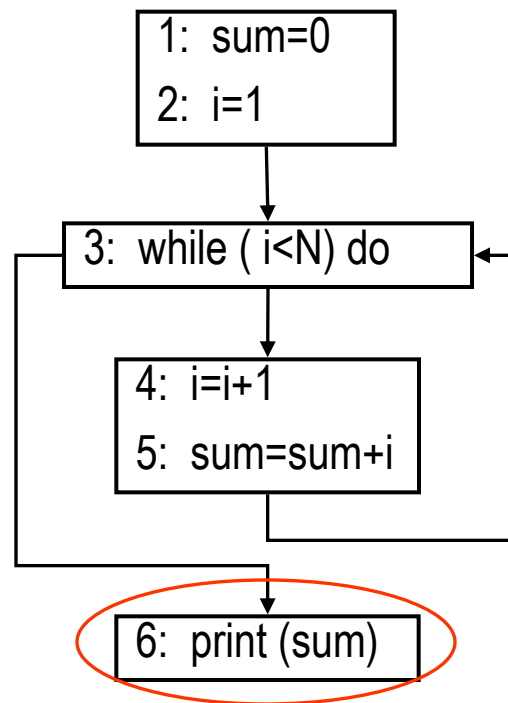 1: sum=0
2: i=1
3: while ( i<N) do
4: i=i+1
5: sum=sum+i
6: print (sum)